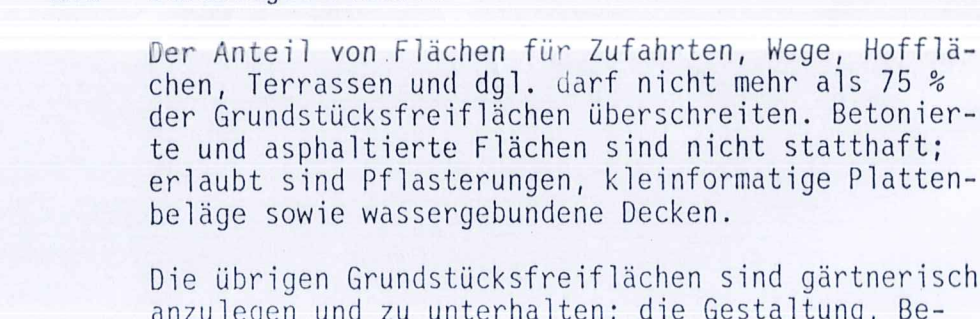 Der Anteil von Flächen für Zufahrten, Wege, Hofflä-
chen, Terrassen und dgl. darf nicht mehr als 75 %
der Grundstücksfreiflächen überschreiten. Betonier-
te und asphaltierte Flächen sind nicht statthaft;
erlaubt sind Pflasterungen, kleinformatige Platten-
beläge sowie wassergebundene Decken.
Die übrigen Grundstücksfreiflächen sind gärtnerisch
anzulegen und zu unterhalten; die Gestaltung, Be-